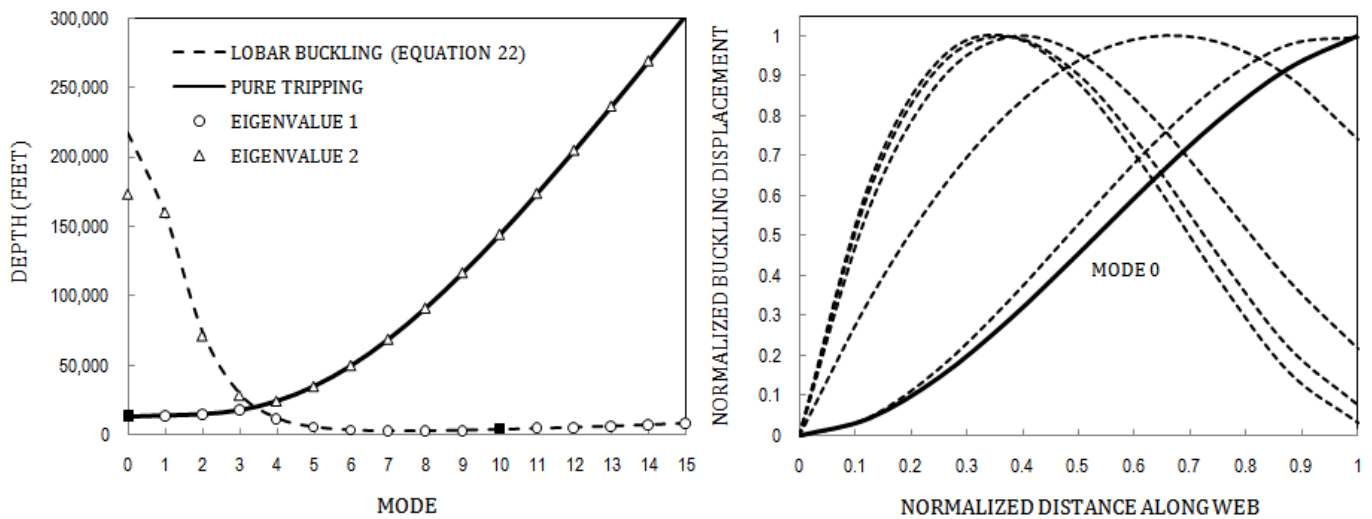 300,000
250,000
200,000
150,000
100,000
50,000
0
DEPTH (FEET)
LOBAR BUCKLING (EQUATION 22)
PURE TRIPPING
EIGENVALUE 1
EIGENVALUE 2
0 1 2 3 4 5 6 7 8 9 10 11 12 13 14 15
MODE
NORMALIZED BUCKLING DISPLACEMENT
1
0.9
0.8
0.7
0.6
0.5
0.4
0.3
0.2
0.1
0
MODE 0
0 0.1 0.2 0.3 0.4 0.5 0.6 0.7 0.8 0.9 1
NORMALIZED DISTANCE ALONG WEB